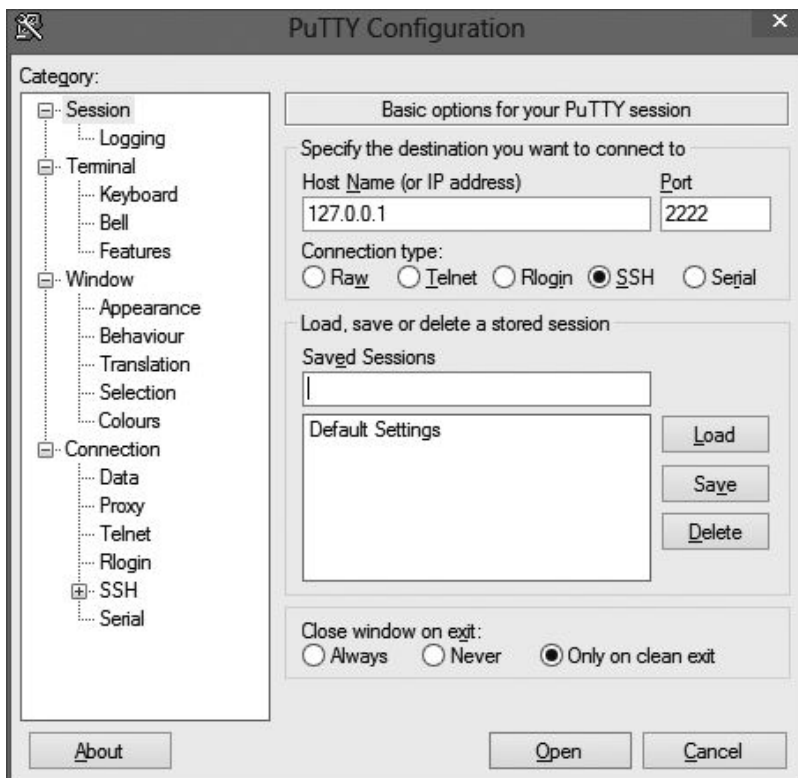 PuTTY Configuration
Category:
Session
Logging
Terminal
Keyboard
Bell
Features
Window
Appearance
Behaviour
Translation
Selection
Colours
Connection
Data
Proxy
Telnet
Rlogin
SSH
Serial
Basic options for your PuTTY session
Specify the destination you want to connect to
Host Name (or IP address) Port
127.0.0.1 2222
Connection type:
Raw Telnet Rlogin SSH Serial
Load, save or delete a stored session
Saved Sessions
Default Settings
Load
Save
Delete
Close window on exit:
Always Never Only on clean exit
About Open Cancel